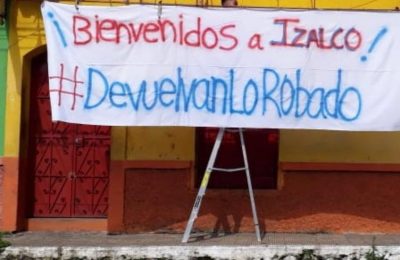 ¡Bienvenidos a IZALCO!
#DevuelvanLoRobado